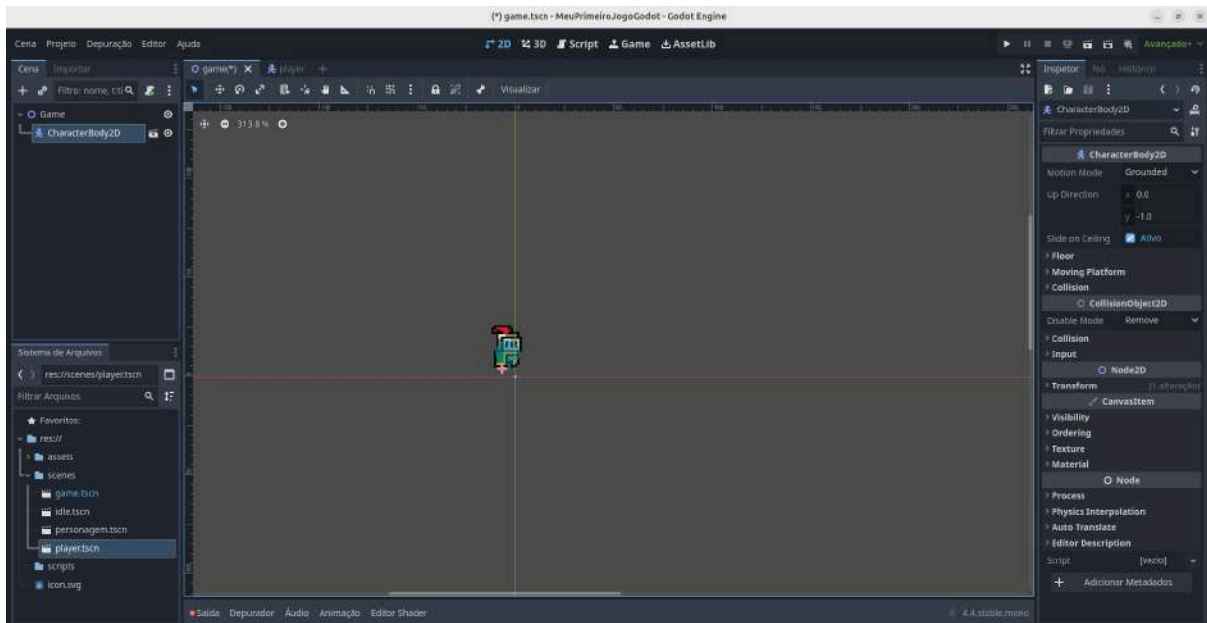 (*) game.tscn - MeuPrimeiroJogoGodot - Godot Engine
Cena Projeto Depuração Editor Ajuda
2D 3D Script Game AssetLib
Avançado+
Cena Importar
game(*) player
Inspetor Nó Histórico
Filtro: nome, t:ti
Visualizar
Game
CharacterBody2D
313.8 %
CharacterBody2D
Filtrar Propriedades
CharacterBody2D
Motion Mode Grounded
Up Direction x 0.0
y -1.0
Slide on Ceiling Ativo
Floor
Moving Platform
Collision
CollisionObject2D
Disable Mode Remove
Collision
Input
Node2D
Transform (1 alteração)
CanvasItem
Visibility
Ordering
Texture
Material
Node
Process
Physics Interpolation
Auto Translate
Editor Description
Script [vazio]
Adicionar Metadados
Sistema de Arquivos
res://scenes/player.tscn
Filtrar Arquivos
Favoritos:
res://
assets
scenes
game.tscn
idle.tscn
personagem.tscn
player.tscn
scripts
icon.svg
Saída Depurador Áudio Animação Editor Shader
4.4.stable.mono